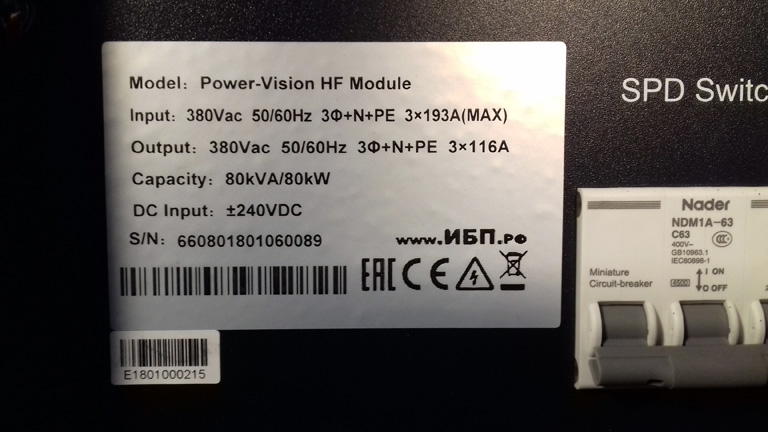 Model: Power-Vision HF Module
Input: 380Vac 50/60Hz 3Φ+N+PE 3×193A(MAX)
Output: 380Vac 50/60Hz 3Φ+N+PE 3×116A
Capacity: 80kVA/80kW
DC Input: ±240VDC
S/N: 660801801060089
www.ИБП.РФ
EAC CE
E1801000215
SPD Switc
Nader
NDM1A-63
C63
400V~
GB10963.1
IEC60898-1
Miniature
Circuit-breaker
4500
I ON
O OFF